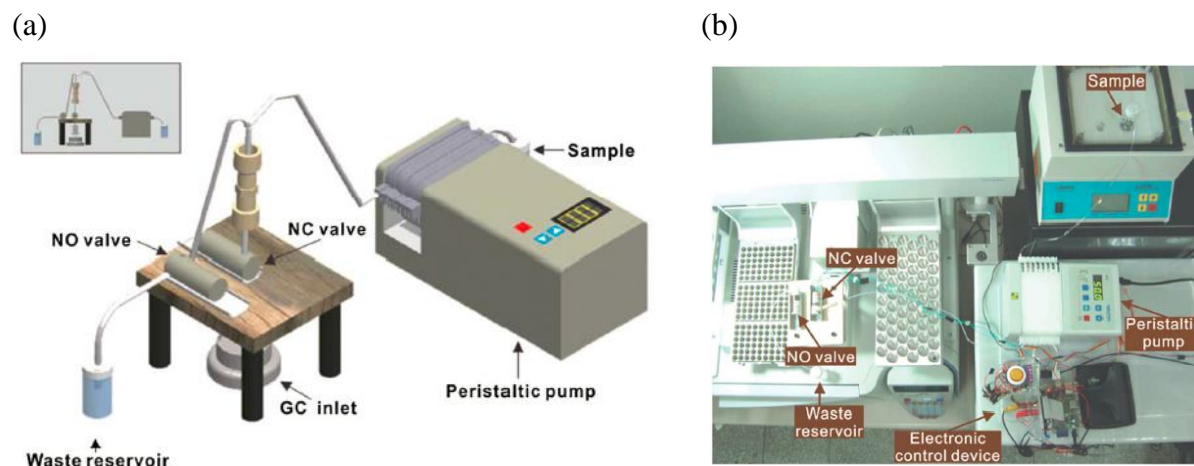 (a)
(b)
Sample
NO valve
NC valve
Peristaltic pump
GC inlet
Waste reservoir
Sample
NC valve
NO valve
Peristaltic
pump
Waste
reservoir
Electronic
control device